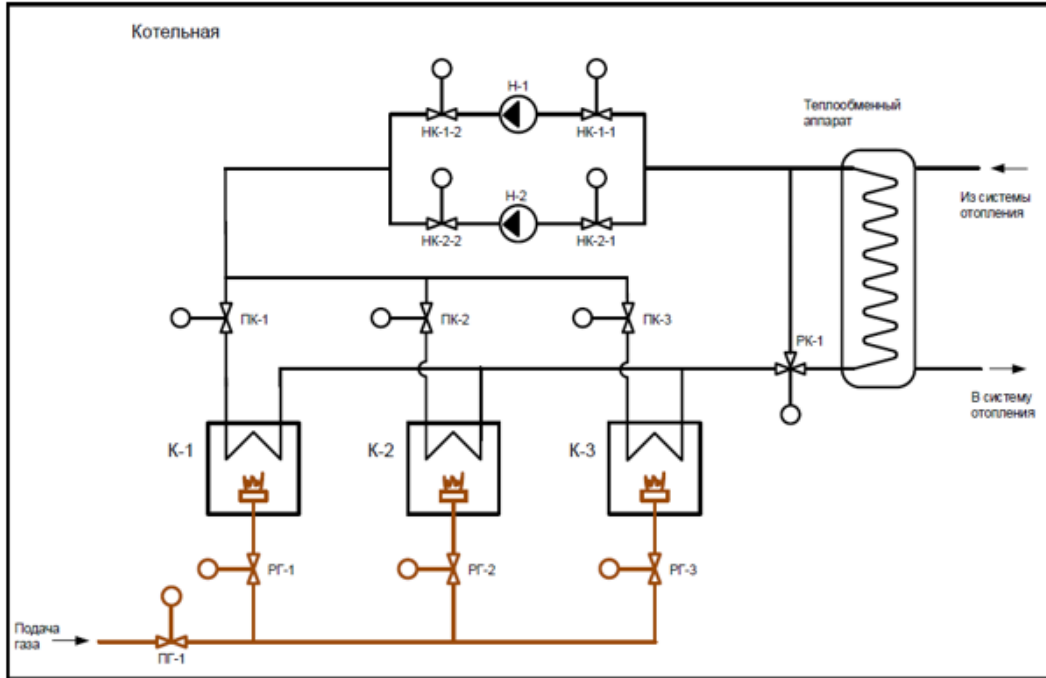 Котельная
Н-1
НК-1-2
НК-1-1
Теплообменный
аппарат
Н-2
НК-2-2
НК-2-1
Из системы
отопления
ПК-1
ПК-2
ПК-3
РК-1
В систему
отопления
К-1
К-2
К-3
РГ-1
РГ-2
РГ-3
Подача
газа
ПГ-1